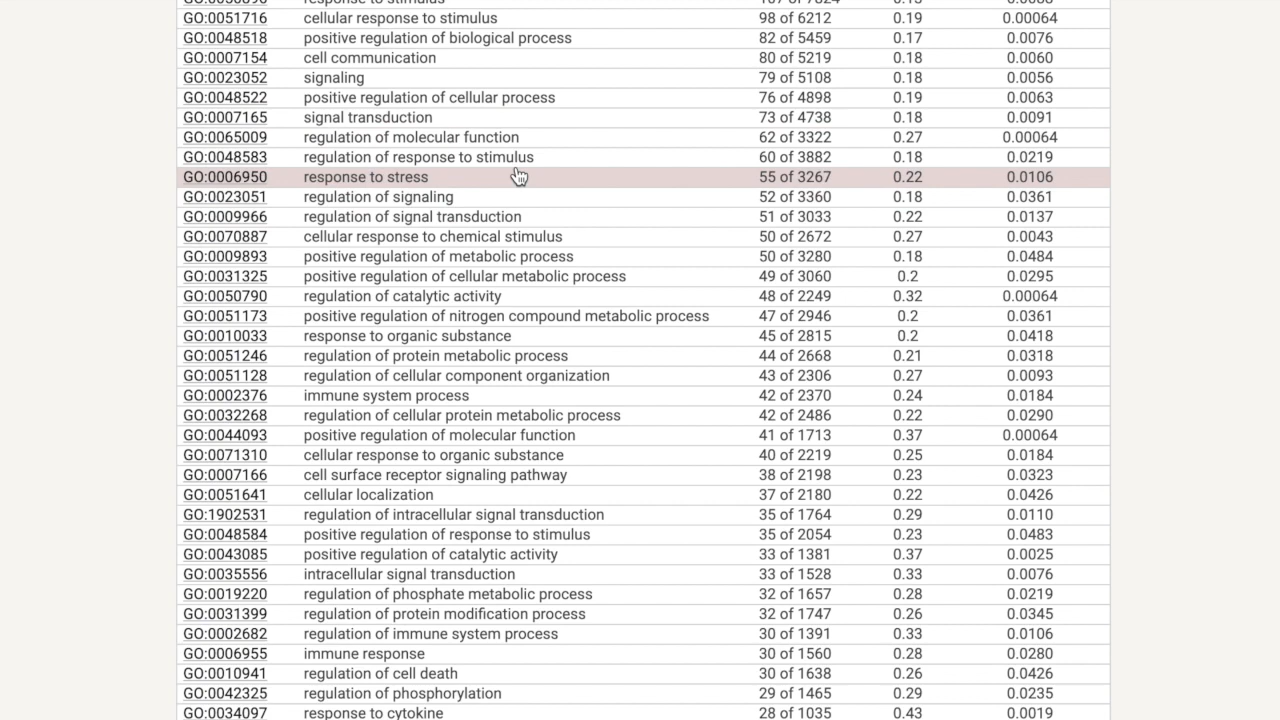 GO:0051716 cellular response to stimulus 98 of 6212 0.19 0.00064
GO:0048518 positive regulation of biological process 82 of 5459 0.17 0.0076
GO:0007154 cell communication 80 of 5219 0.18 0.0060
GO:0023052 signaling 79 of 5108 0.18 0.0056
GO:0048522 positive regulation of cellular process 76 of 4898 0.19 0.0063
GO:0007165 signal transduction 73 of 4738 0.18 0.0091
GO:0065009 regulation of molecular function 62 of 3322 0.27 0.00064
GO:0048583 regulation of response to stimulus 60 of 3882 0.18 0.0219
GO:0006950 response to stress 55 of 3267 0.22 0.0106
GO:0023051 regulation of signaling 52 of 3360 0.18 0.0361
GO:0009966 regulation of signal transduction 51 of 3033 0.22 0.0137
GO:0070887 cellular response to chemical stimulus 50 of 2672 0.27 0.0043
GO:0009893 positive regulation of metabolic process 50 of 3280 0.18 0.0484
GO:0031325 positive regulation of cellular metabolic process 49 of 3060 0.2 0.0295
GO:0050790 regulation of catalytic activity 48 of 2249 0.32 0.00064
GO:0051173 positive regulation of nitrogen compound metabolic process 47 of 2946 0.2 0.0361
GO:0010033 response to organic substance 45 of 2815 0.2 0.0418
GO:0051246 regulation of protein metabolic process 44 of 2668 0.21 0.0318
GO:0051128 regulation of cellular component organization 43 of 2306 0.27 0.0093
GO:0002376 immune system process 42 of 2370 0.24 0.0184
GO:0032268 regulation of cellular protein metabolic process 42 of 2486 0.22 0.0290
GO:0044093 positive regulation of molecular function 41 of 1713 0.37 0.00064
GO:0071310 cellular response to organic substance 40 of 2219 0.25 0.0184
GO:0007166 cell surface receptor signaling pathway 38 of 2198 0.23 0.0323
GO:0051641 cellular localization 37 of 2180 0.22 0.0426
GO:1902531 regulation of intracellular signal transduction 35 of 1764 0.29 0.0110
GO:0048584 positive regulation of response to stimulus 35 of 2054 0.23 0.0483
GO:0043085 positive regulation of catalytic activity 33 of 1381 0.37 0.0025
GO:0035556 intracellular signal transduction 33 of 1528 0.33 0.0076
GO:0019220 regulation of phosphate metabolic process 32 of 1657 0.28 0.0219
GO:0031399 regulation of protein modification process 32 of 1747 0.26 0.0345
GO:0002682 regulation of immune system process 30 of 1391 0.33 0.0106
GO:0006955 immune response 30 of 1560 0.28 0.0280
GO:0010941 regulation of cell death 30 of 1638 0.26 0.0426
GO:0042325 regulation of phosphorylation 29 of 1465 0.29 0.0235
GO:0034097 response to cytokine 28 of 1035 0.43 0.0019